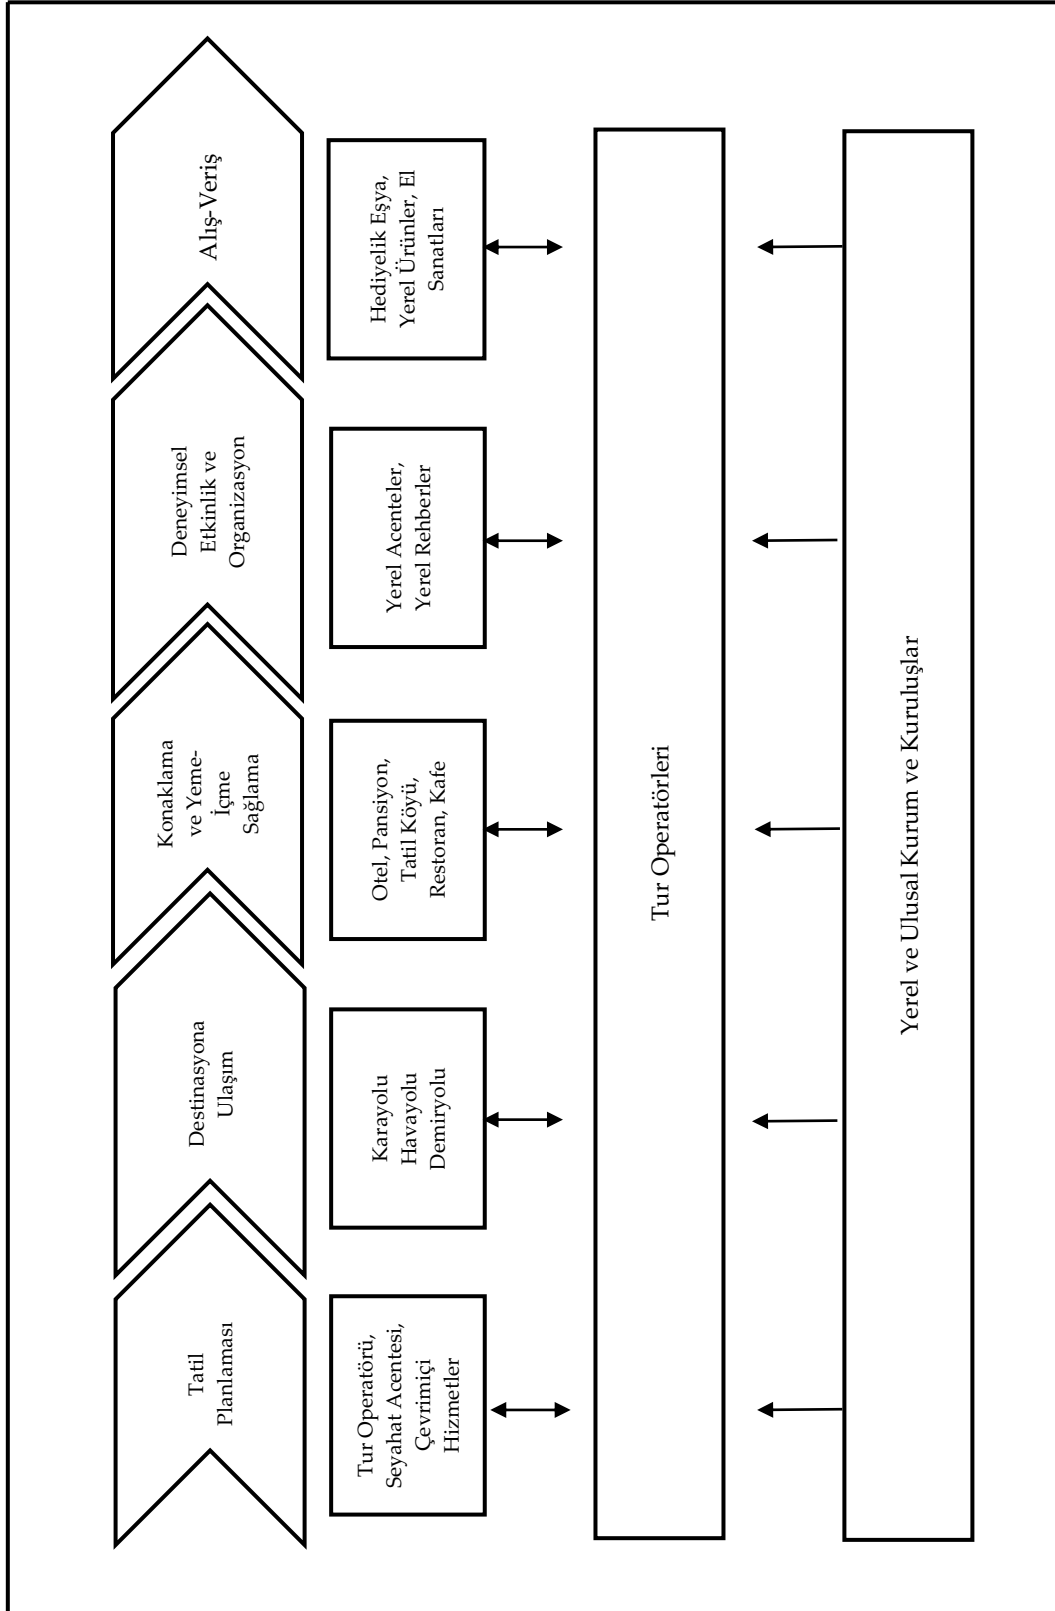 Tatil
Planlaması
Destinasyona
Ulaşım
Konaklama
ve Yeme-
İçme
Sağlama
Deneyimsel
Etkinlik ve
Organizasyon
Alış-Veriş
Tur Operatörü,
Seyahat Acentesi,
Çevrimiçi
Hizmetler
Karayolu
Havayolu
Demiryolu
Otel, Pansiyon,
Tatil Köyü,
Restoran, Kafe
Yerel Acenteler,
Yerel Rehberler
Hediyelik Eşya,
Yerel Ürünler, El
Sanatları
Tur Operatörleri
Yerel ve Ulusal Kurum ve Kuruluşlar